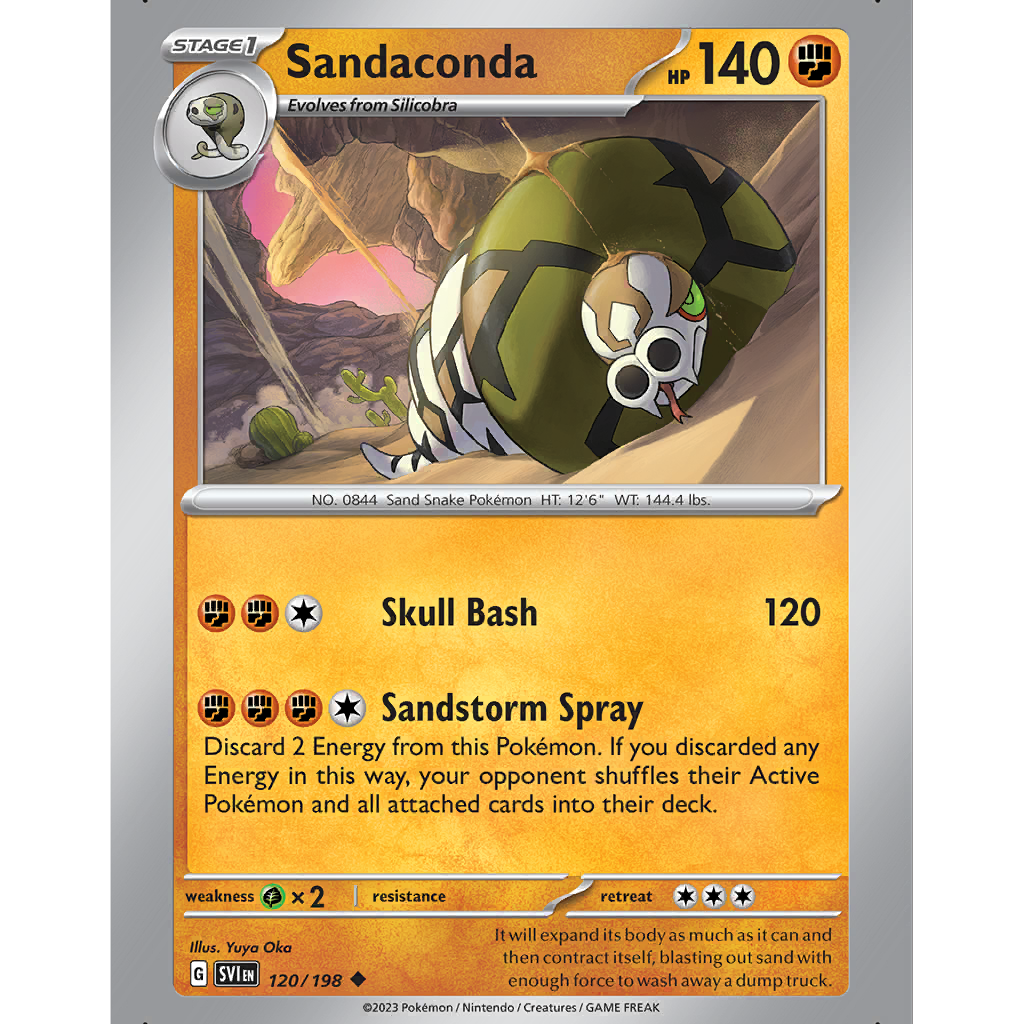 STAGE1
Sandaconda
HP 140
Evolves from Silicobra
NO. 0844 Sand Snake Pokémon HT: 12'6" WT: 144.4 lbs.
Skull Bash 120
Sandstorm Spray
Discard 2 Energy from this Pokémon. If you discarded any
Energy in this way, your opponent shuffles their Active
Pokémon and all attached cards into their deck.
weakness ×2 resistance retreat
Illus. Yuya Oka
It will expand its body as much as it can and
then contract itself, blasting out sand with
enough force to wash away a dump truck.
G SVI EN 120/198
©2023 Pokémon / Nintendo / Creatures / GAME FREAK